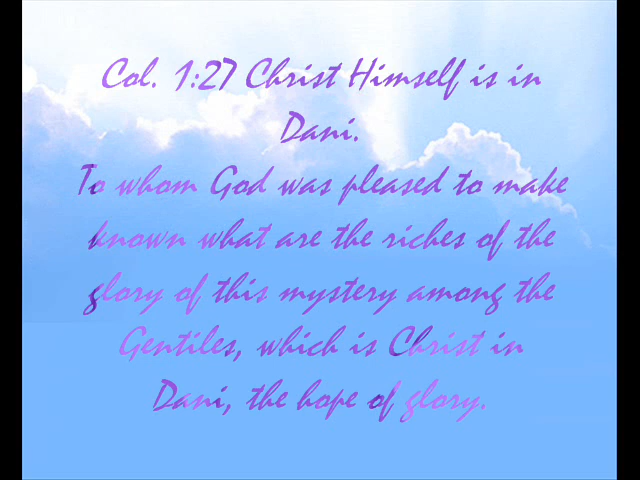 Col. 1:27 Christ Himself is in
Dani.
To whom God was pleased to make
known what are the riches of the
glory of this mystery among the
Gentiles, which is Christ in
Dani, the hope of glory.